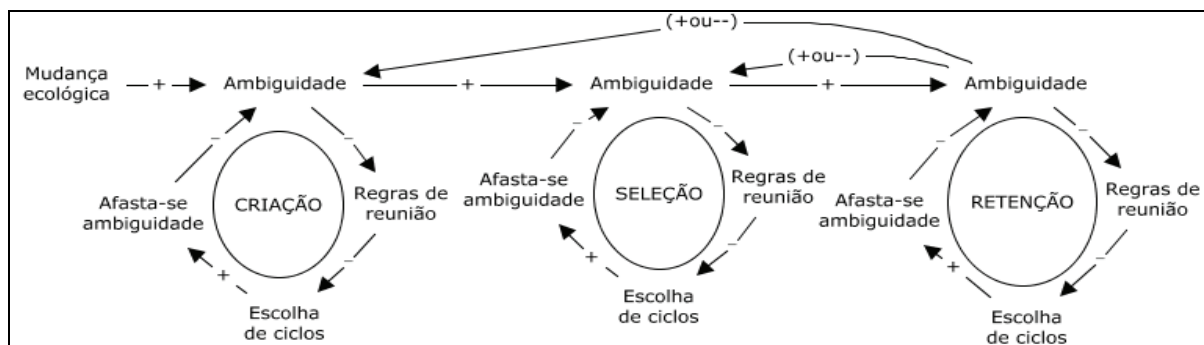 (+ou--)
(+ou--)
Mudança
ecológica
+
Ambiguidade
+
Ambiguidade
+
Ambiguidade
–
–
–
–
–
–
Afasta-se
ambiguidade
CRIAÇÃO
Regras de
reunião
Afasta-se
ambiguidade
SELEÇÃO
Regras de
reunião
Afasta-se
ambiguidade
RETENÇÃO
Regras de
reunião
+
–
+
–
+
–
Escolha
de ciclos
Escolha
de ciclos
Escolha
de ciclos